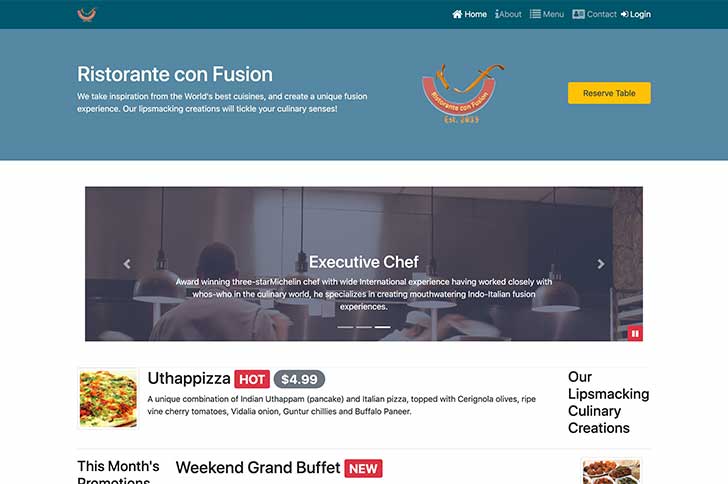 Home About Menu Contact Login
Ristorante con Fusion
We take inspiration from the World's best cuisines, and create a unique fusion
experience. Our lipsmacking creations will tickle your culinary senses!
Ristorante con Fusion
Est. 2013
Reserve Table
Executive Chef
Award winning three-starMichelin chef with wide International experience having worked closely with
whos-who in the culinary world, he specializes in creating mouthwatering Indo-Italian fusion
experiences.
Uthappizza HOT $4.99
A unique combination of Indian Uthappam (pancake) and Italian pizza, topped with Cerignola olives, ripe
vine cherry tomatoes, Vidalia onion, Guntur chillies and Buffalo Paneer.
Our
Lipsmacking
Culinary
Creations
This Month's
Promotions
Weekend Grand Buffet NEW